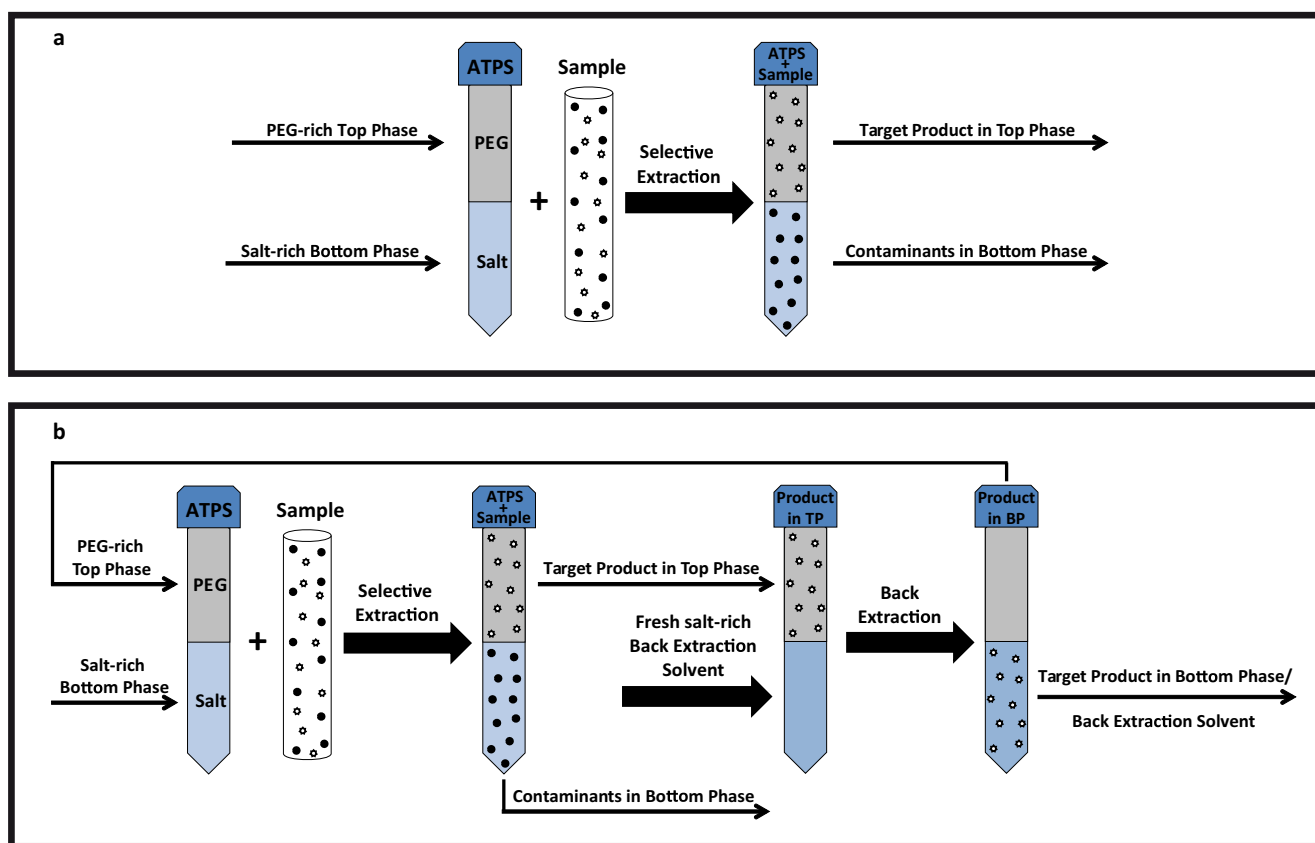 a
ATPS
Sample
ATPS
+
Sample
PEG-rich Top Phase
PEG
+
Selective
Extraction
Target Product in Top Phase
Salt-rich Bottom Phase
Salt
Contaminants in Bottom Phase
b
ATPS
Sample
ATPS
+
Sample
Product
in TP
Product
in BP
PEG-rich
Top Phase
PEG
+
Selective
Extraction
Target Product in Top Phase
Fresh salt-rich
Back Extraction
Solvent
Back
Extraction
Salt-rich
Bottom Phase
Salt
Target Product in Bottom Phase/
Back Extraction Solvent
Contaminants in Bottom Phase